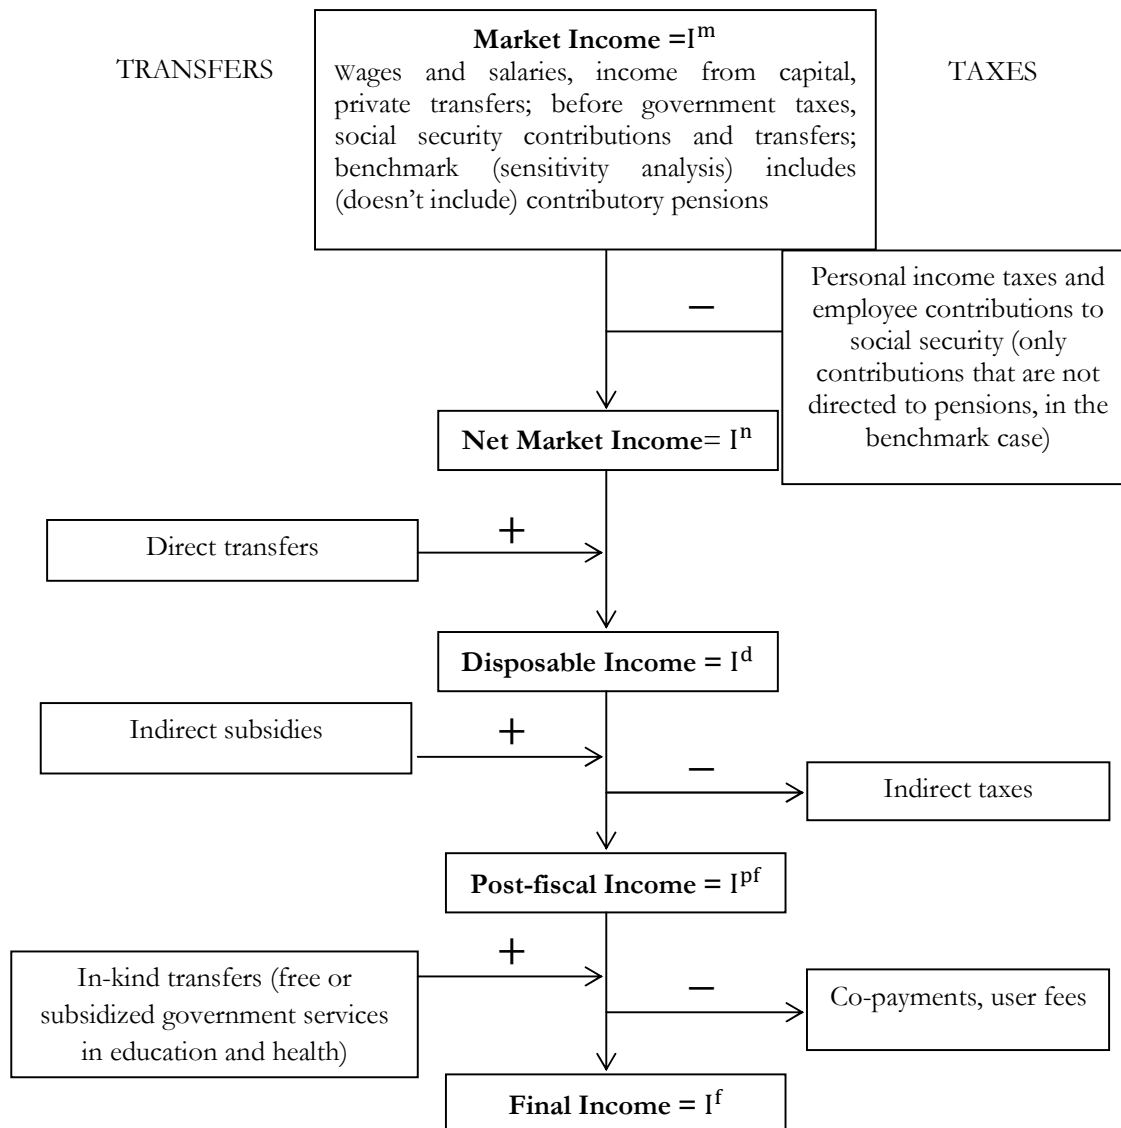 Market Income =Iᵐ
TRANSFERS
TAXES
Wages and salaries, income from capital,
private transfers; before government taxes,
social security contributions and transfers;
benchmark (sensitivity analysis) includes
(doesn’t include) contributory pensions
Personal income taxes and
employee contributions to
social security (only
contributions that are not
directed to pensions, in the
benchmark case)
−
Net Market Income= Iⁿ
+
Direct transfers
Disposable Income = Iᵈ
Indirect subsidies
+
−
Indirect taxes
Post-fiscal Income = Iᵖᶠ
+
In-kind transfers (free or
subsidized government services
in education and health)
−
Co-payments, user fees
Final Income = Iᶠ